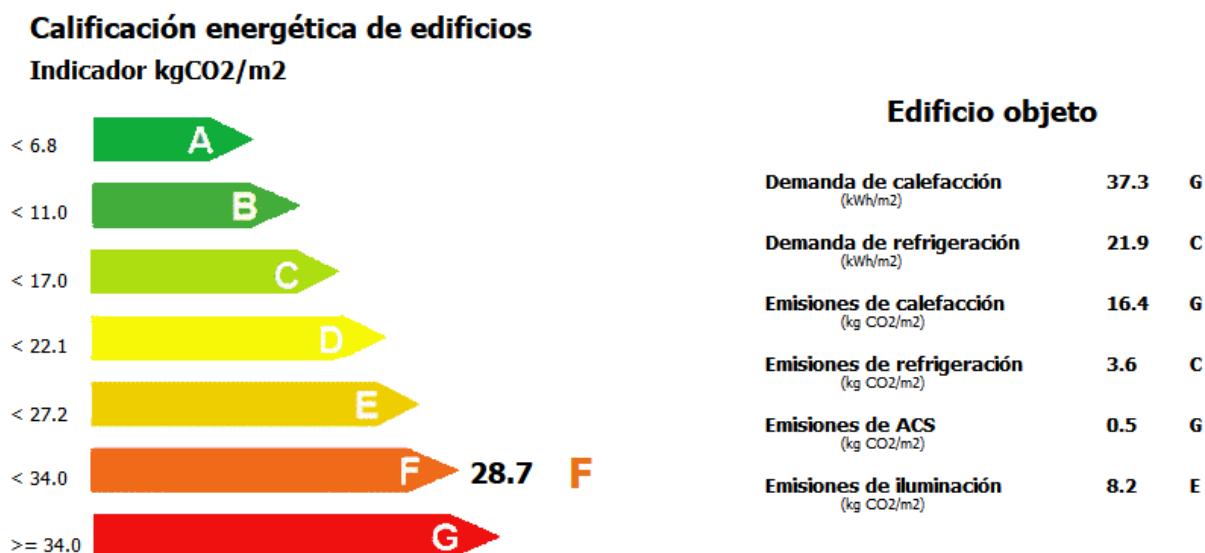 Calificación energética de edificios
Indicador kgCO2/m2
< 6.8 A
< 11.0 B
< 17.0 C
< 22.1 D
< 27.2 E
< 34.0 F 28.7 F
>= 34.0 G
Edificio objeto
Demanda de calefacción 37.3 G
(kWh/m2)
Demanda de refrigeración 21.9 C
(kWh/m2)
Emisiones de calefacción 16.4 G
(kg CO2/m2)
Emisiones de refrigeración 3.6 C
(kg CO2/m2)
Emisiones de ACS 0.5 G
(kg CO2/m2)
Emisiones de iluminación 8.2 E
(kg CO2/m2)